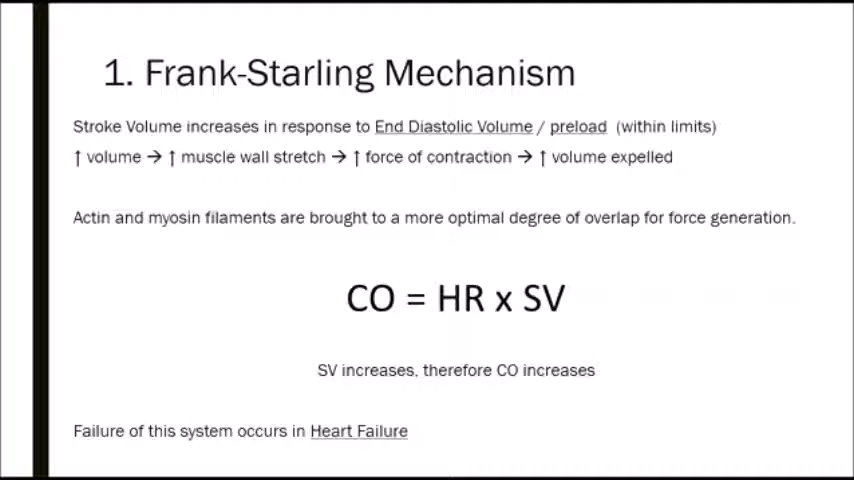 1. Frank-Starling Mechanism
Stroke Volume increases in response to End Diastolic Volume / preload (within limits)
↑ volume → ↑ muscle wall stretch → ↑ force of contraction → ↑ volume expelled
Actin and myosin filaments are brought to a more optimal degree of overlap for force generation.
CO = HR x SV
SV increases, therefore CO increases
Failure of this system occurs in Heart Failure